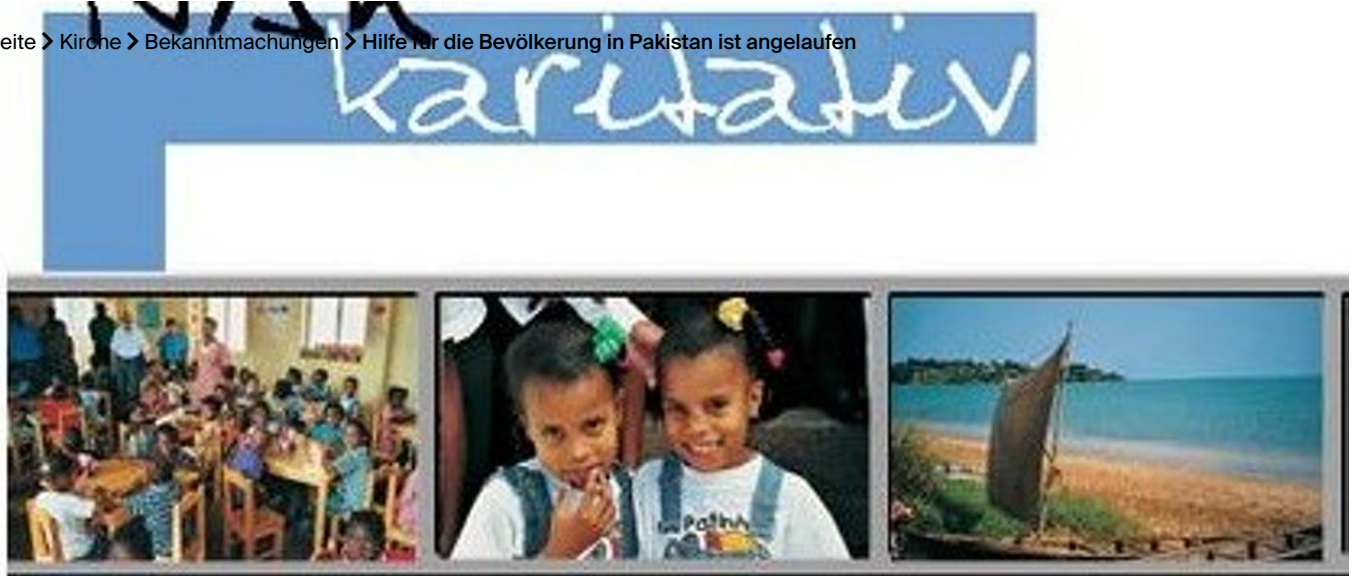 eite > Kirche > Bekanntmachungen > Hilfe für die Bevölkerung in Pakistan ist angelaufen
karitativ